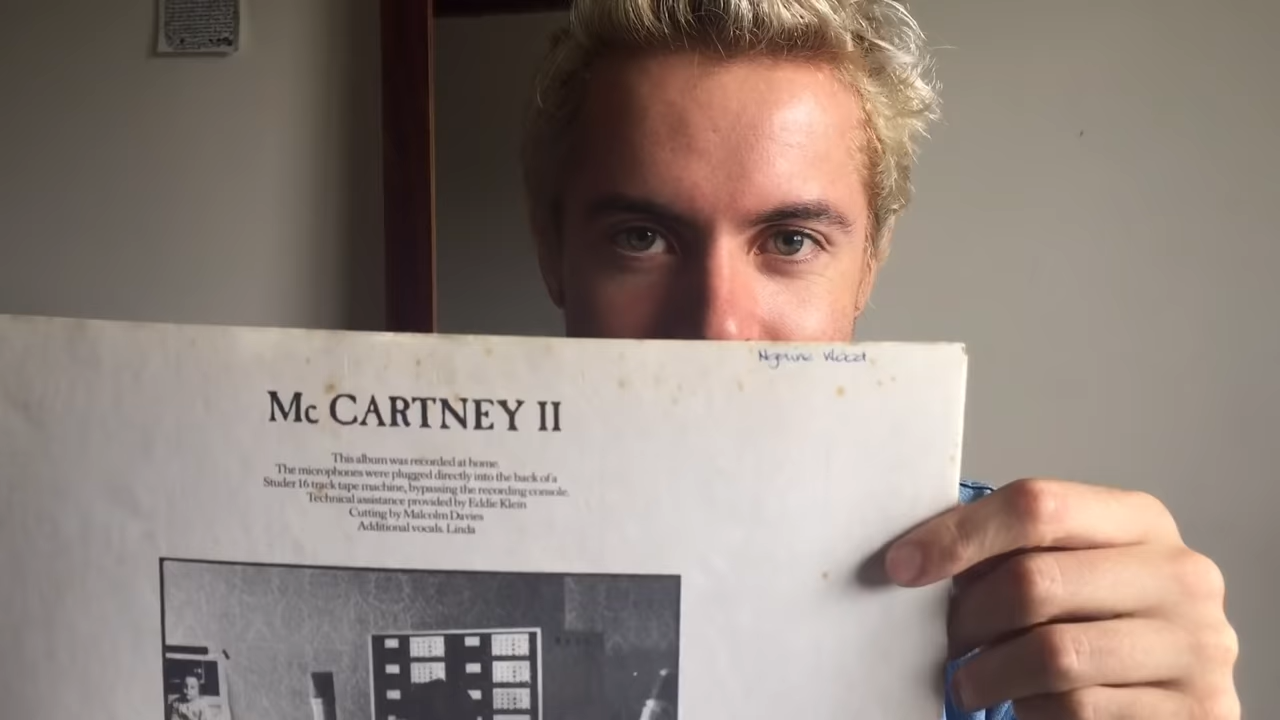 Mc CARTNEY II
This album was recorded at home.
The microphones were plugged directly into the back of a
Studer 16 track tape machine, bypassing the recording console.
Technical assistance provided by Eddie Klein
Cutting by Malcolm Davies
Additional vocals. Linda